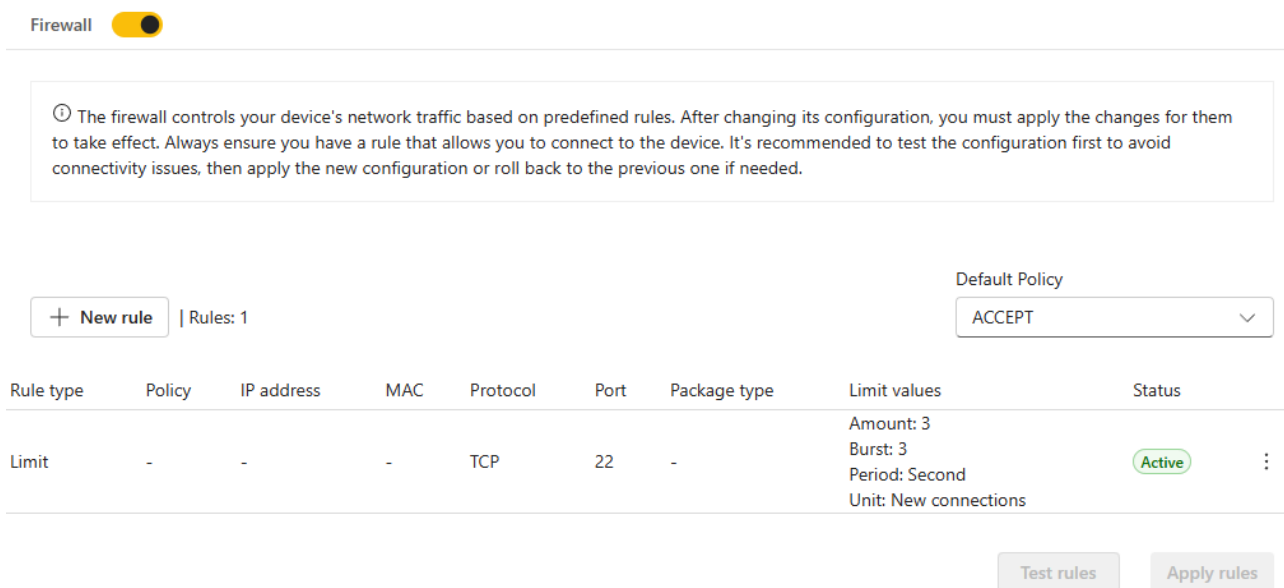 Firewall
The firewall controls your device's network traffic based on predefined rules. After changing its configuration, you must apply the changes for them
to take effect. Always ensure you have a rule that allows you to connect to the device. It's recommended to test the configuration first to avoid
connectivity issues, then apply the new configuration or roll back to the previous one if needed.
Default Policy
+ New rule | Rules: 1 ACCEPT
Rule type Policy IP address MAC Protocol Port Package type Limit values Status
Amount: 3
Burst: 3
Limit - - - TCP 22 - Active
Period: Second
Unit: New connections
Test rules Apply rules